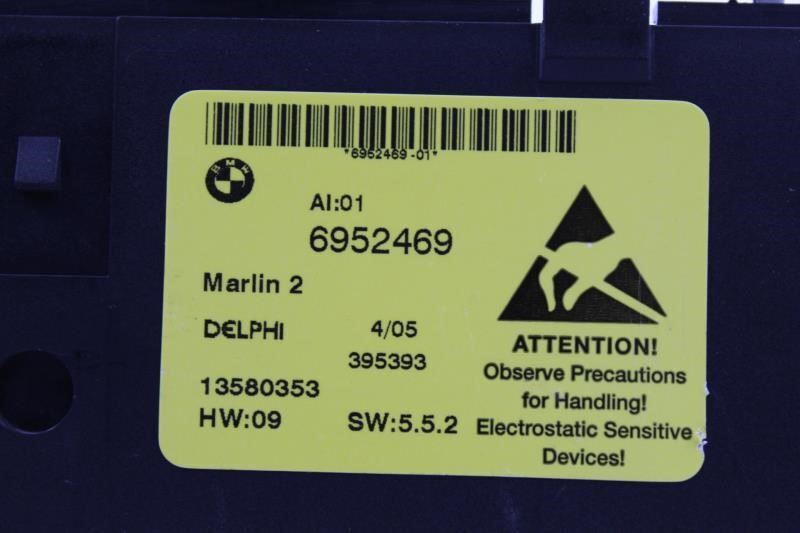 *6952469-01*
BMW
AI:01
6952469
Marlin 2
DELPHI 4/05
395393
13580353
HW:09 SW:5.5.2
ATTENTION!
Observe Precautions
for Handling!
Electrostatic Sensitive
Devices!